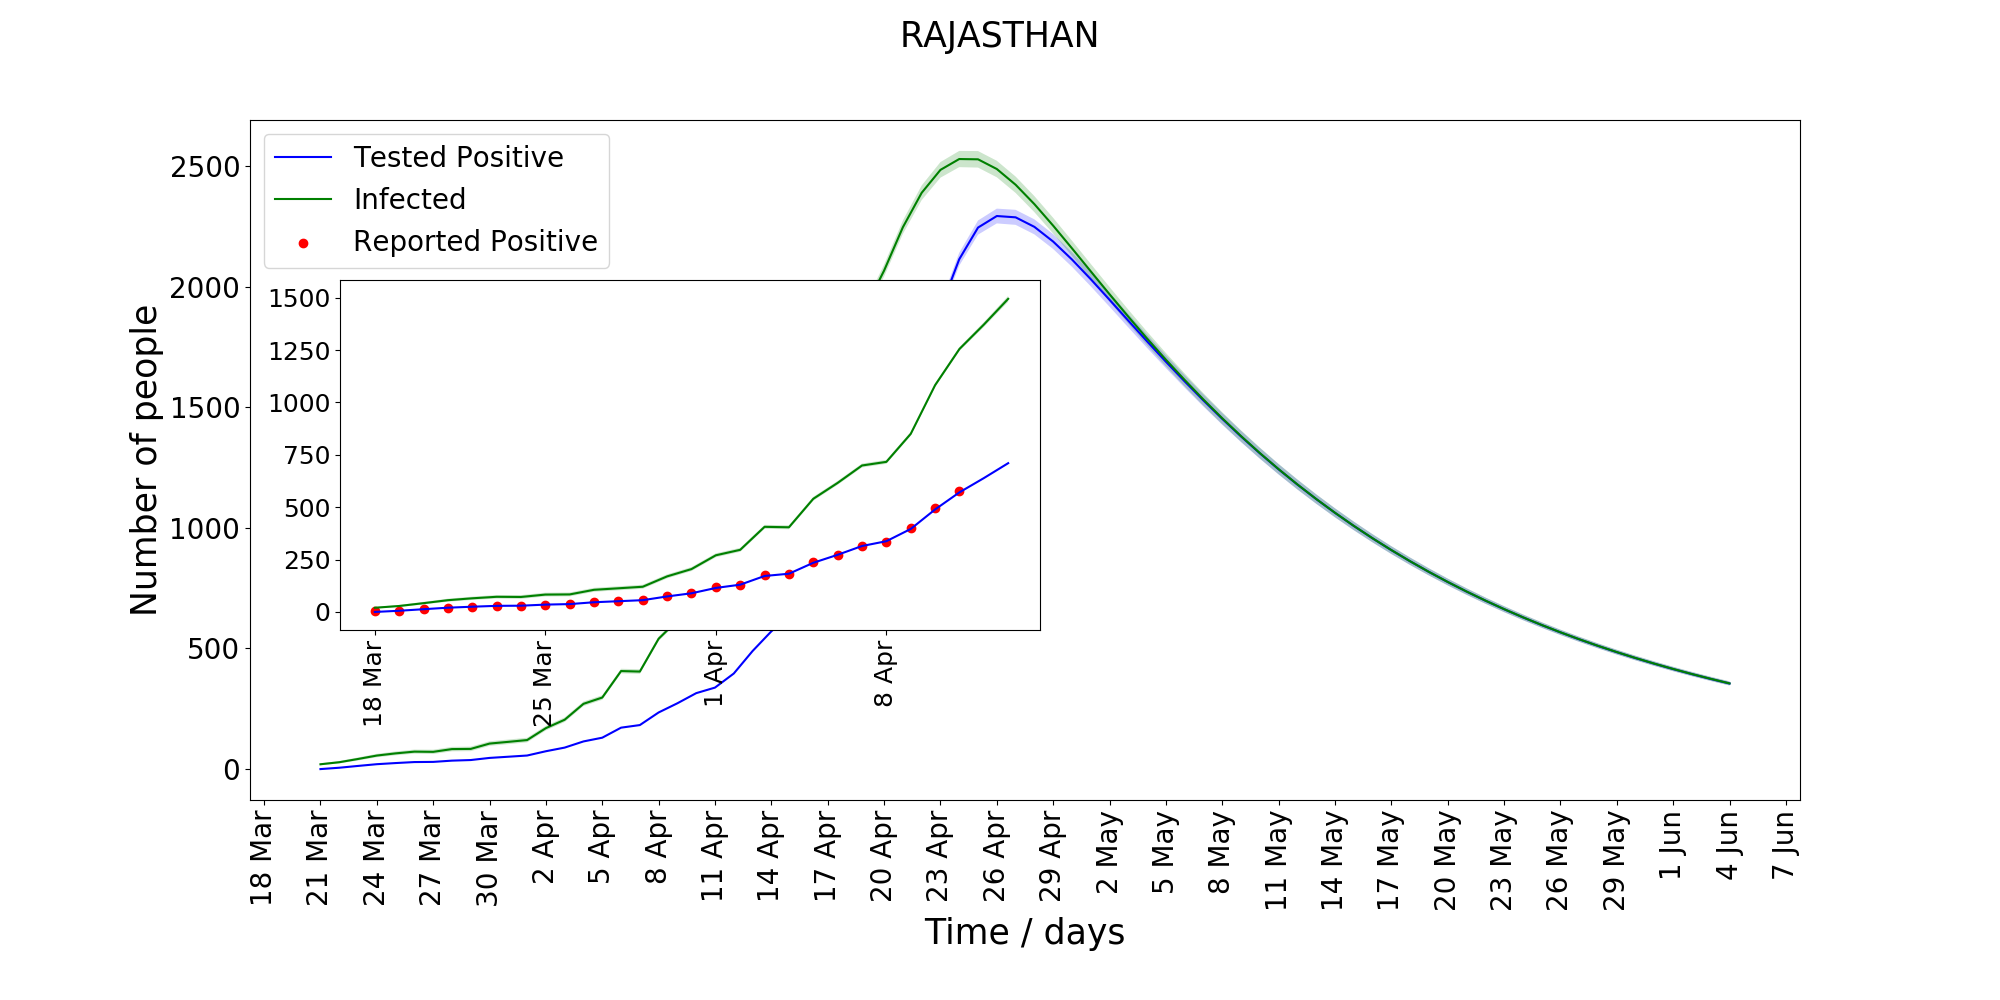 RAJASTHAN
Tested Positive
Infected
Reported Positive
Number of people
2500
2000
1500
1000
500
0
1500
1250
1000
750
500
250
0
18 Mar
25 Mar
1 Apr
8 Apr
18 Mar
21 Mar
24 Mar
27 Mar
30 Mar
2 Apr
5 Apr
8 Apr
11 Apr
14 Apr
17 Apr
20 Apr
23 Apr
26 Apr
29 Apr
2 May
5 May
8 May
11 May
14 May
17 May
20 May
23 May
26 May
29 May
1 Jun
4 Jun
7 Jun
Time / days